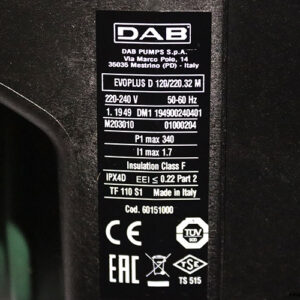 DAB
DAB PUMPS S.p.A.
Via Marco Polo, 14
35035 Mestrino (PD) - Italy
EVOPLUS D 120/220.32 M
220-240 V 50-60 Hz
1. 1949 DM1 194900240401
M203010 01000204
P1 max 340
I1 max 1.7
Insulation Class F
IPX4D EEI ≤ 0.22 Part 2
TF 110 S1 Made in Italy
Cod. 60151000
CE
TÜV
EAC
TSE
TS 515